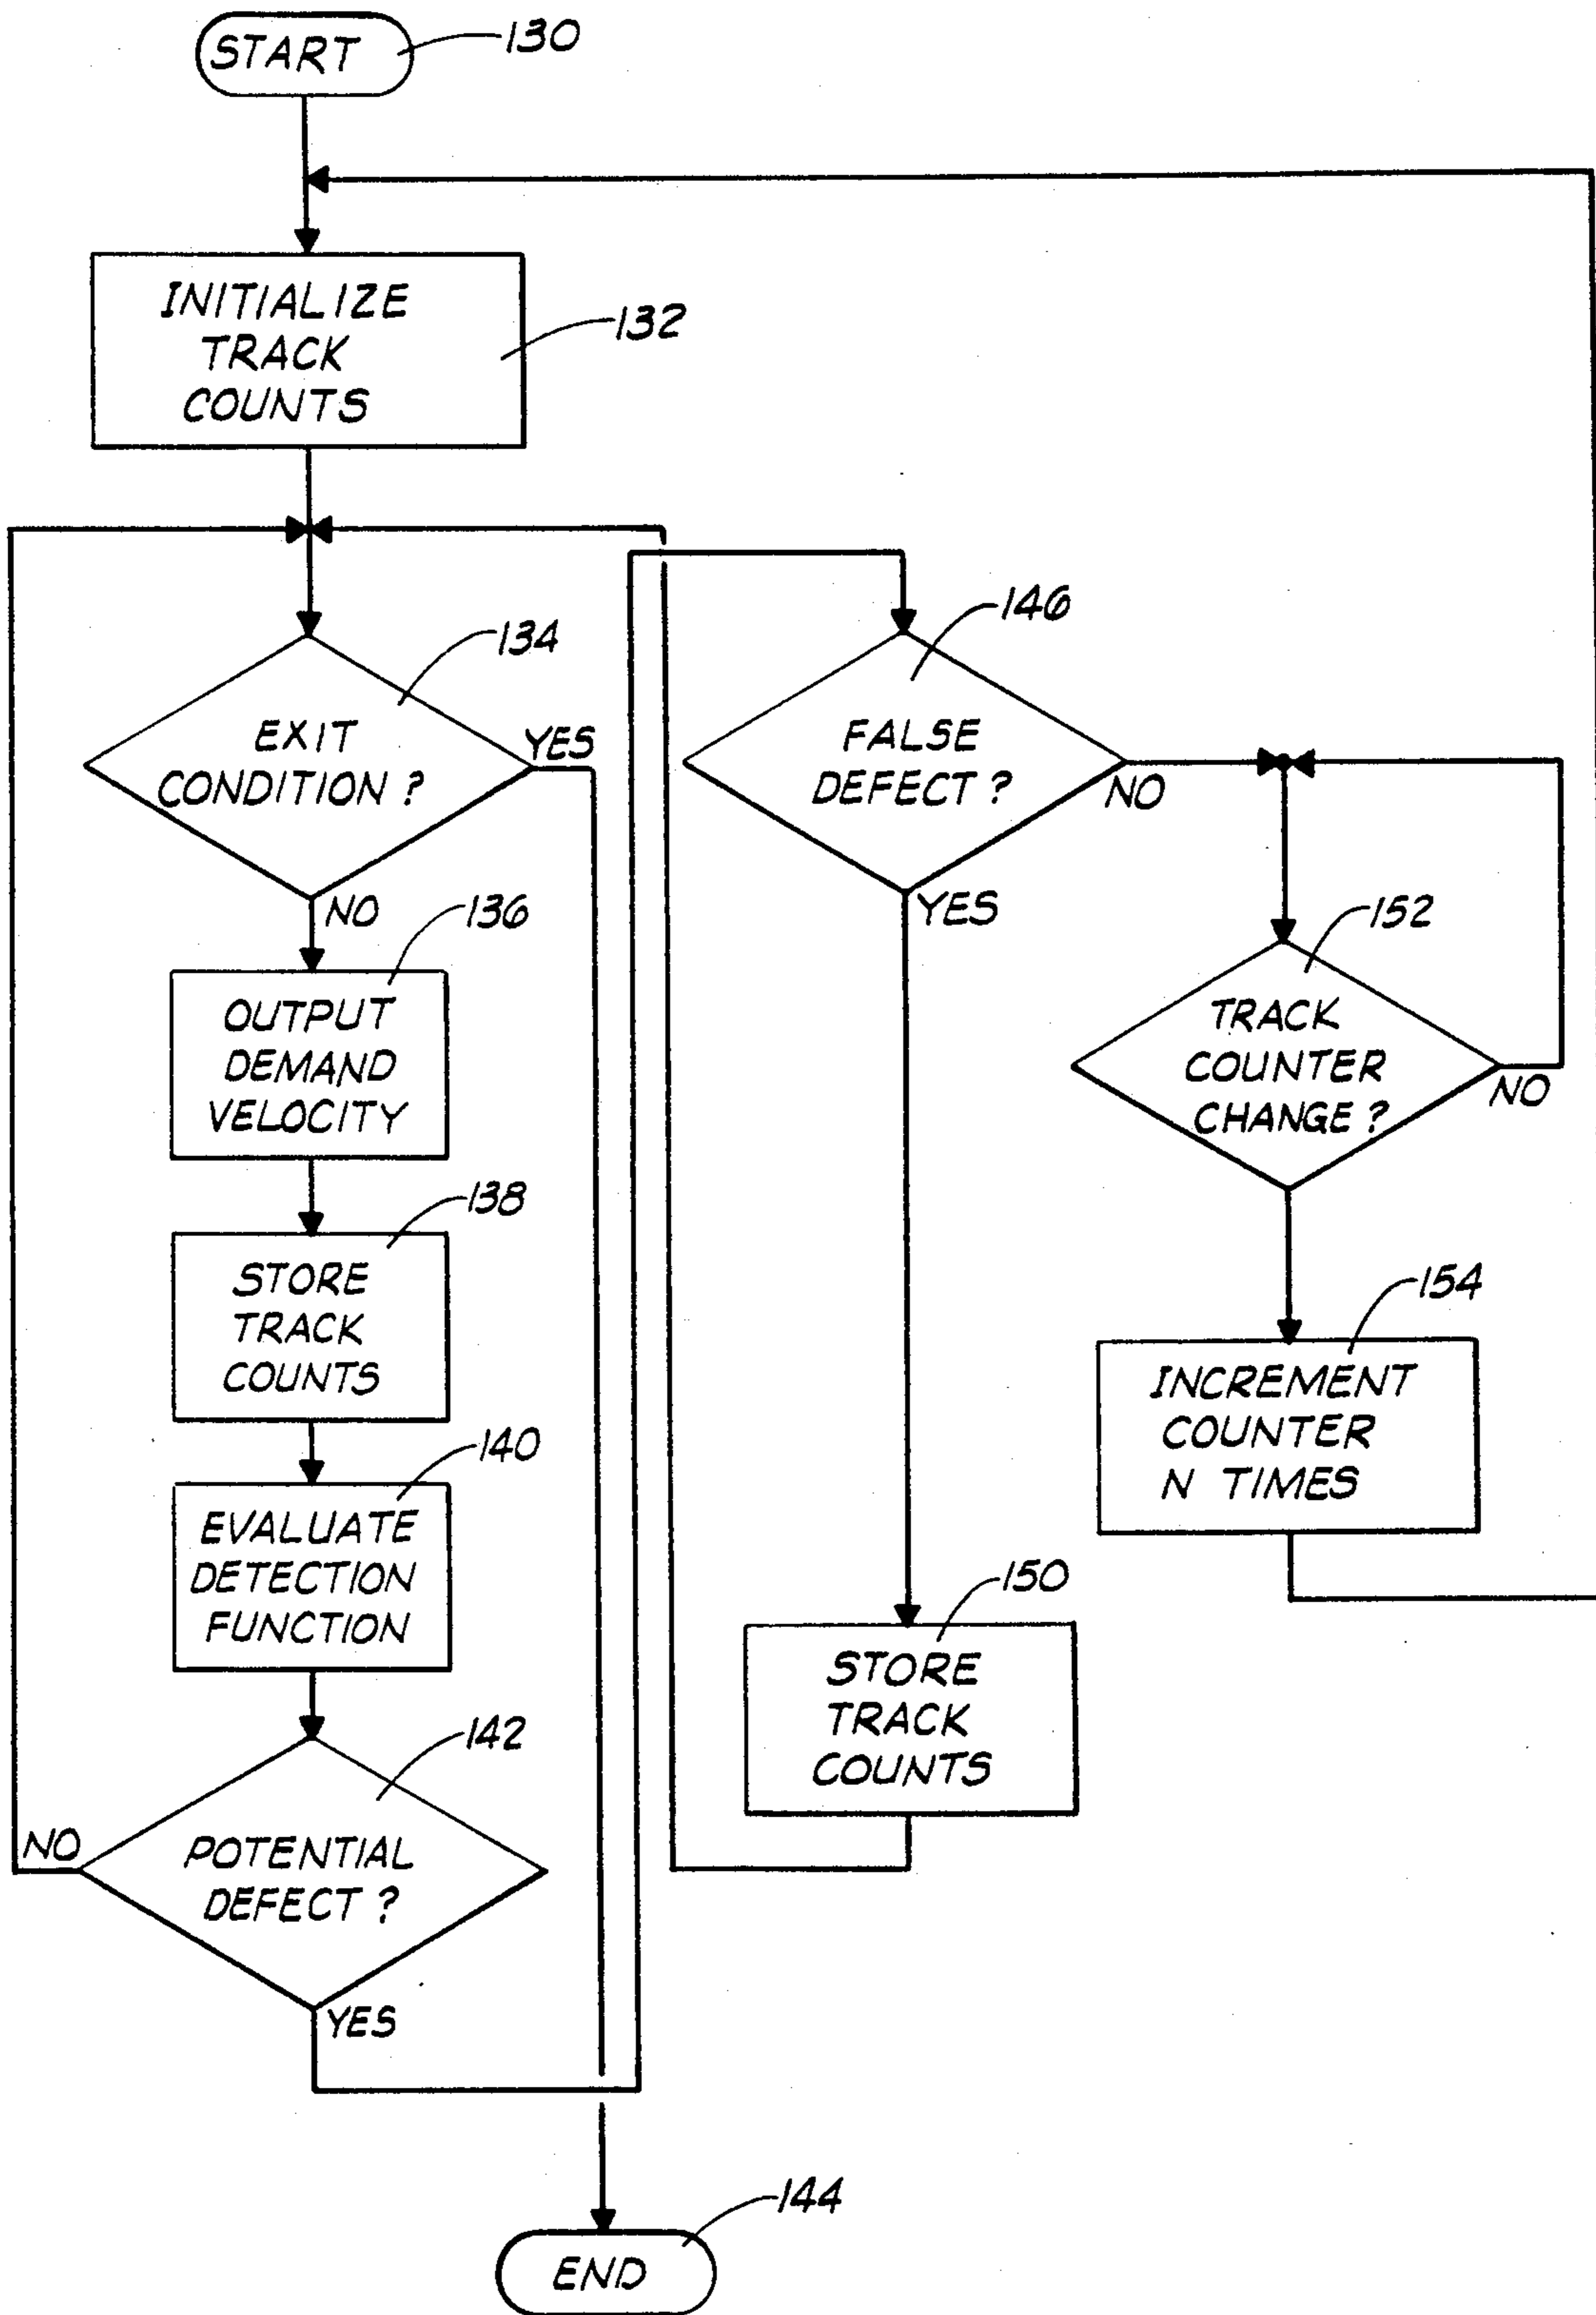 START
130
INITIALIZE
TRACK
COUNTS
132
EXIT
CONDITION ?
134
YES
NO
OUTPUT
DEMAND
VELOCITY
136
STORE
TRACK
COUNTS
138
EVALUATE
DETECTION
FUNCTION
140
POTENTIAL
DEFECT ?
142
NO
YES
FALSE
DEFECT ?
146
NO
YES
STORE
TRACK
COUNTS
150
TRACK
COUNTER
CHANGE ?
152
NO
INCREMENT
COUNTER
N TIMES
154
END
144